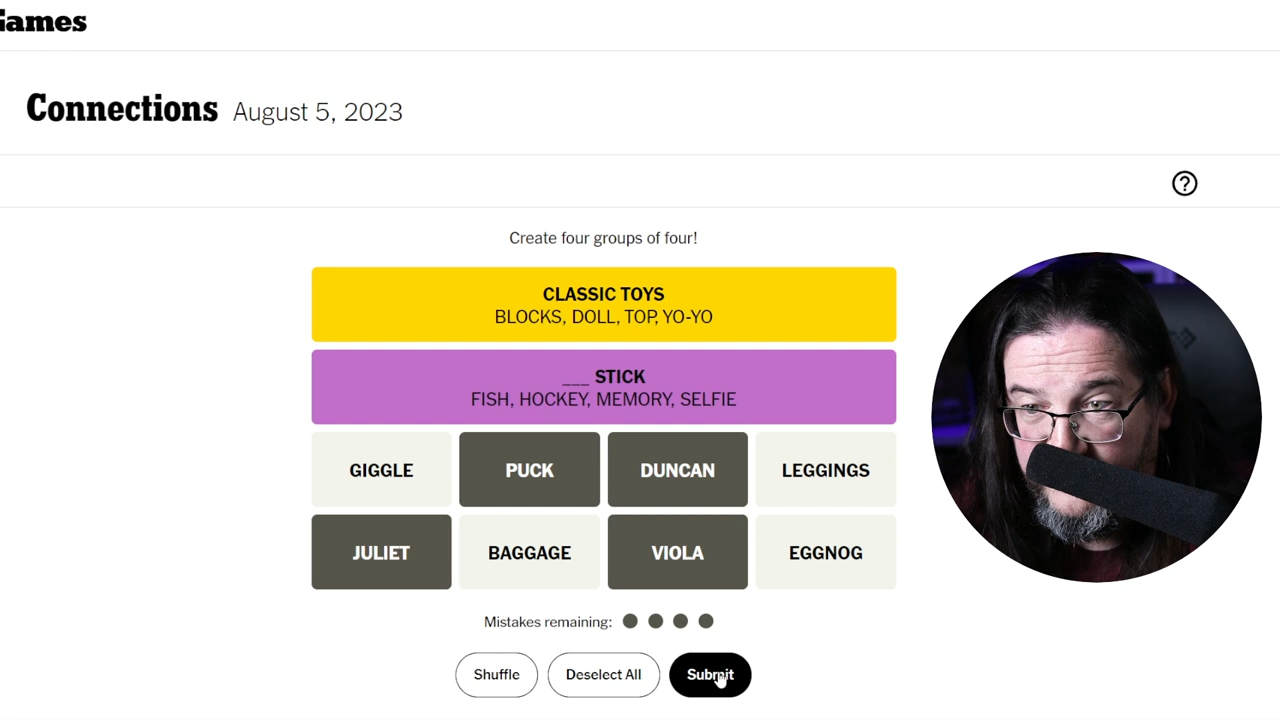 Games
Connections August 5, 2023
Create four groups of four!
CLASSIC TOYS
BLOCKS, DOLL, TOP, YO-YO
___ STICK
FISH, HOCKEY, MEMORY, SELFIE
GIGGLE PUCK DUNCAN LEGGINGS
JULIET BAGGAGE VIOLA EGGNOG
Mistakes remaining:
Shuffle Deselect All Submit